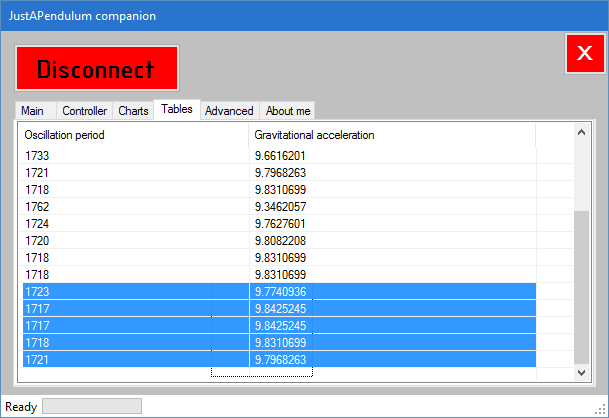 JustAPendulum companion
Disconnect
X
Main Controller Charts Tables Advanced About me
Oscillation period Gravitational acceleration
1733 9.6616201
1721 9.7968263
1718 9.8310699
1762 9.3462057
1724 9.7627601
1720 9.8082208
1718 9.8310699
1718 9.8310699
1723 9.7740936
1717 9.8425245
1717 9.8425245
1718 9.8310699
1721 9.7968263
Ready